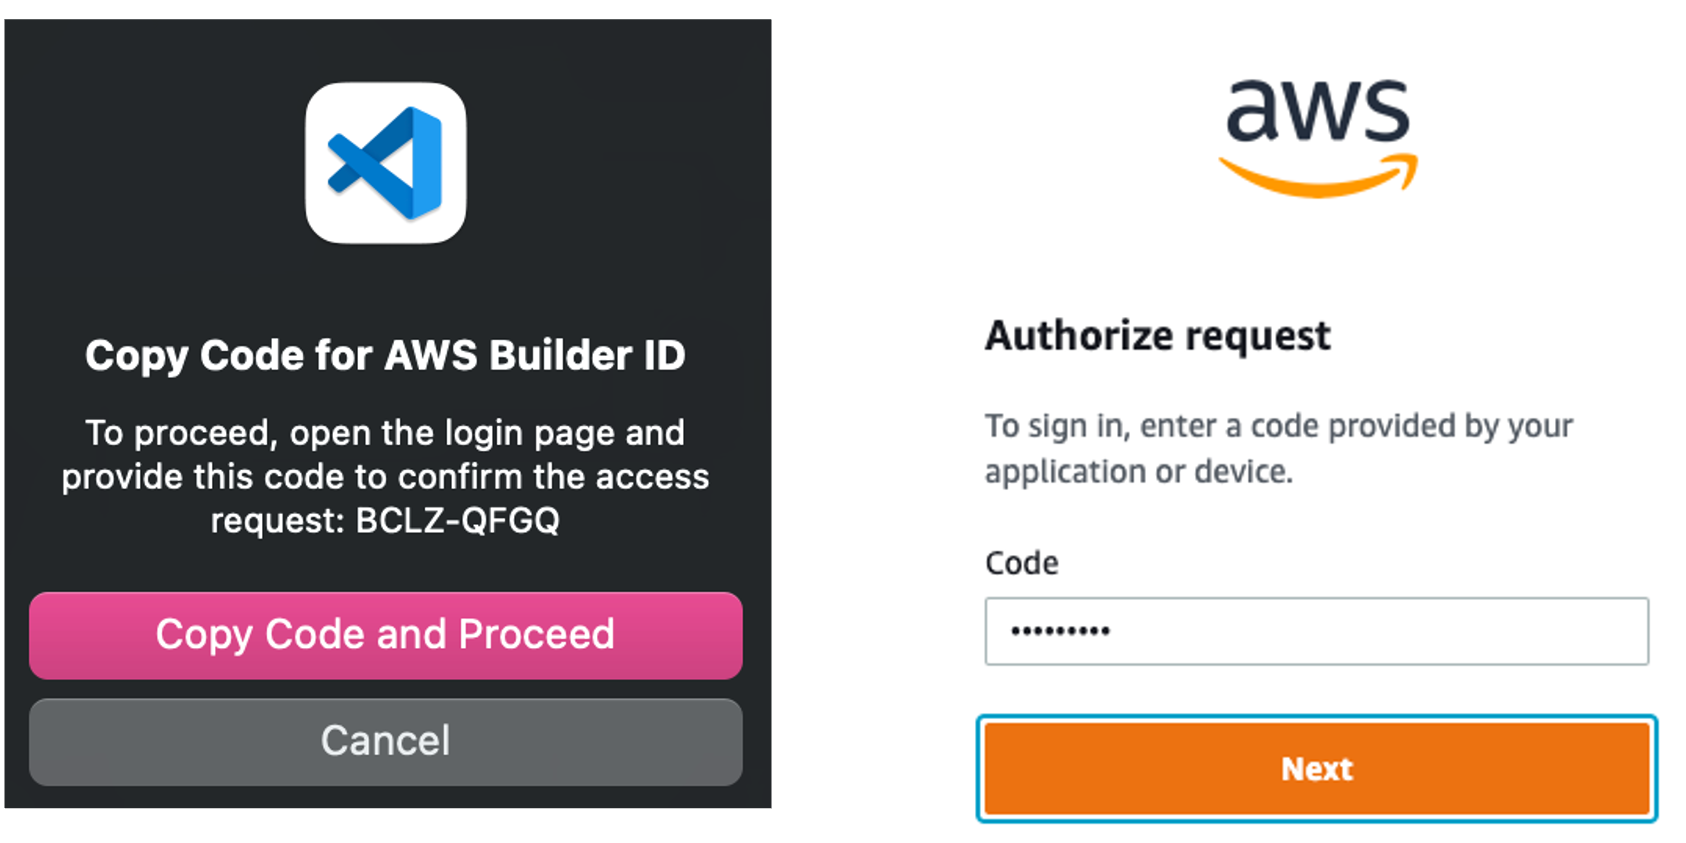 Copy Code for AWS Builder ID
To proceed, open the login page and
provide this code to confirm the access
request: BCLZ-QFGQ
Copy Code and Proceed
Cancel
aws
Authorize request
To sign in, enter a code provided by your
application or device.
Code
•••••••••
Next